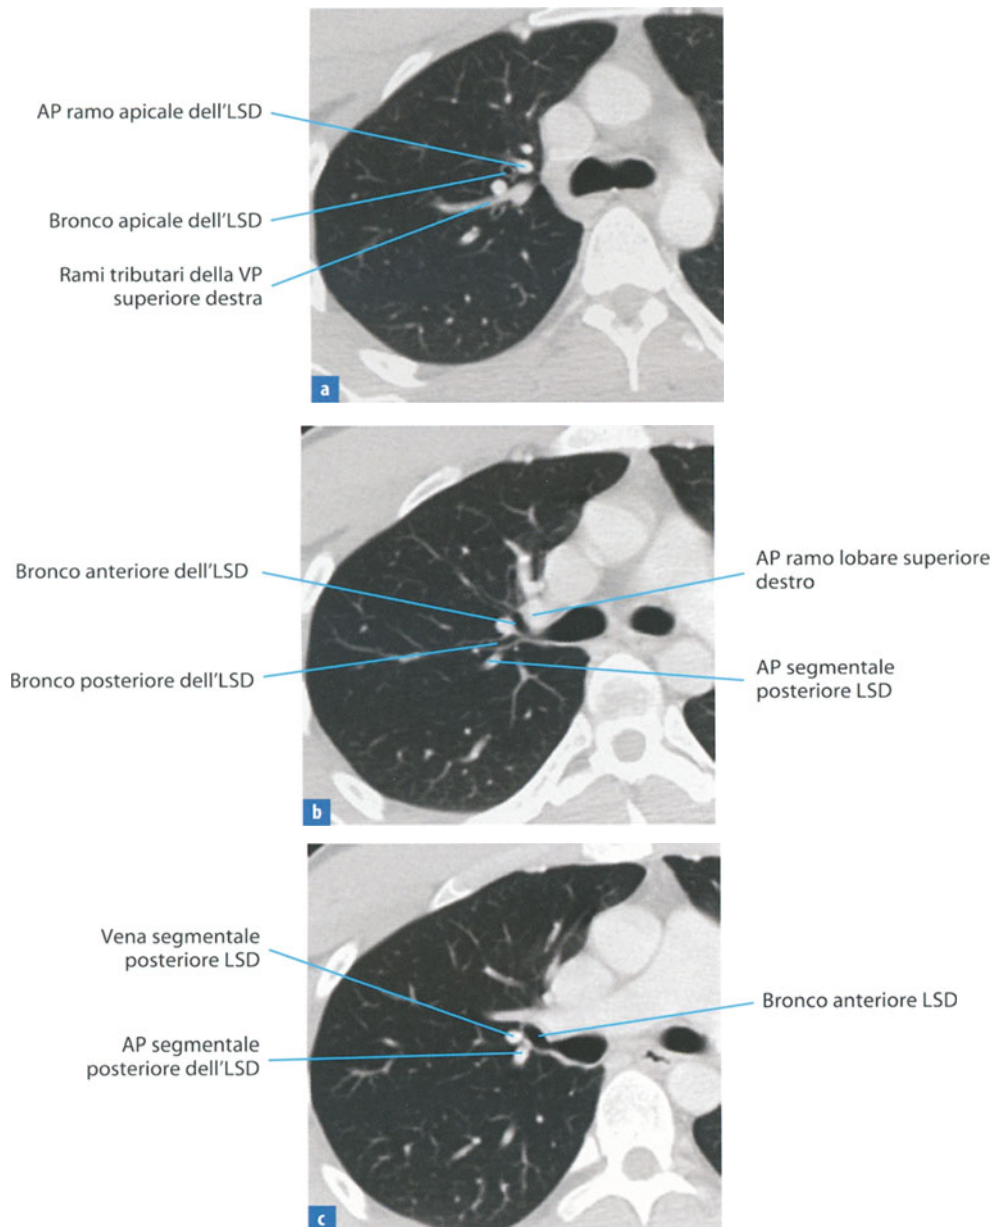 AP ramo apicale dell’LSD
Bronco apicale dell’LSD
Rami tributari della VP
superiore destra
a
Bronco anteriore dell’LSD
Bronco posteriore dell’LSD
AP ramo lobare superiore
destro
AP segmentale
posteriore LSD
b
Vena segmentale
posteriore LSD
AP segmentale
posteriore dell’LSD
Bronco anteriore LSD
c